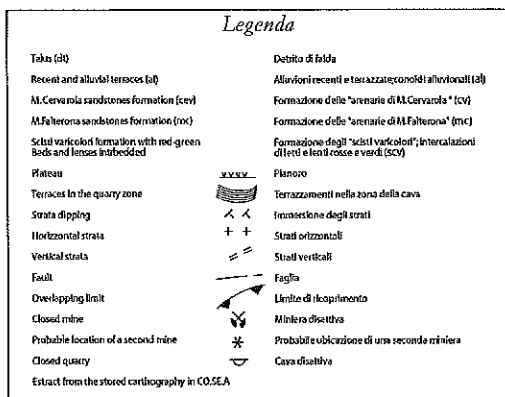 Legenda
Talus (dt) Detrito di falda
Recent and alluvial terraces (al) Alluvioni recenti e terrazzate; conoidi alluvionali (al)
M.Cervarola sandstones formation (cev) Formazione delle "arenarie di M.Cervarola" (cv)
M.Falterona sandstones formation (mc) Formazione delle "arenarie di M.Falterona" (mc)
Scisti varicolori formation with red-green Formazione degli "scisti varicolori"; intercalazioni
Beds and lenses intrbedded di letti e lenti rosse e verdi (scv)
Plateau Pianoro
Terraces in the quarry zone Terrazzamenti nella zona della cava
Strata dipping Immersione degli strati
Horizzontal strata Strati orizzontali
Vertical strata Strati verticali
Fault Faglia
Overlapping limit Limite di ricoprimento
Closed mine Miniera disattiva
Probable location of a second mine Probabile ubicazione di una seconda miniera
Closed quarry Cava disattiva
Estract from the stored carthography in CO.SE.A